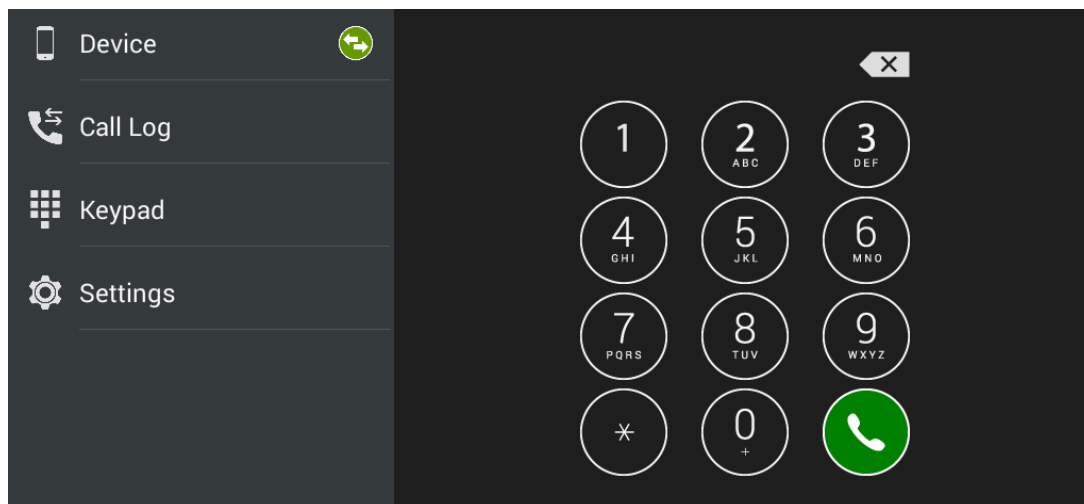 Device
Call Log
Keypad
Settings
1 2 ABC 3 DEF
4 GHI 5 JKL 6 MNO
7 PQRS 8 TUV 9 WXYZ
* 0 +